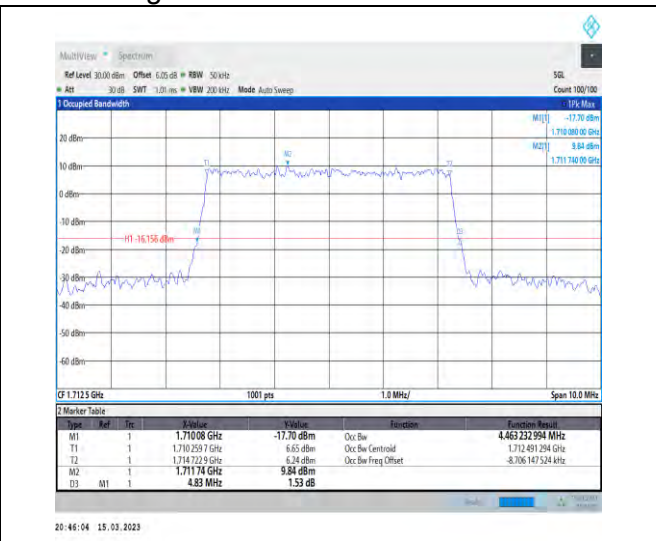 MultiView Spectrum
Ref Level 30.00 dBm Offset 6.05 dB RBW 50 kHz SGL
Att 30 dB SWT 1.01 ms VBW 200 kHz Mode Auto Sweep Count 100/100
1 Occupied Bandwidth 1Pk Max
M1[1] -17.70 dBm
1.710 080 00 GHz
M2[1] 9.84 dBm
1.711 740 00 GHz
20 dBm
M2
T1
T2
10 dBm
0 dBm
-10 dBm
M1
D3
H1 -16.156 dBm
-20 dBm
-30 dBm
-40 dBm
-50 dBm
-60 dBm
CF 1.712 5 GHz 1001 pts 1.0 MHz/ Span 10.0 MHz
2 Marker Table
Type Ref Trc X-Value Y-Value Function Function Result
M1 1 1.710 08 GHz -17.70 dBm Occ Bw 4.463 232 994 MHz
T1 1 1.710 259 7 GHz 6.65 dBm Occ Bw Centroid 1.712 491 294 GHz
T2 1 1.714 722 9 GHz 6.24 dBm Occ Bw Freq Offset -8.706 147 524 kHz
M2 1 1.711 74 GHz 9.84 dBm
D3 M1 1 4.83 MHz 1.53 dB
20:46:04 15.03.2023